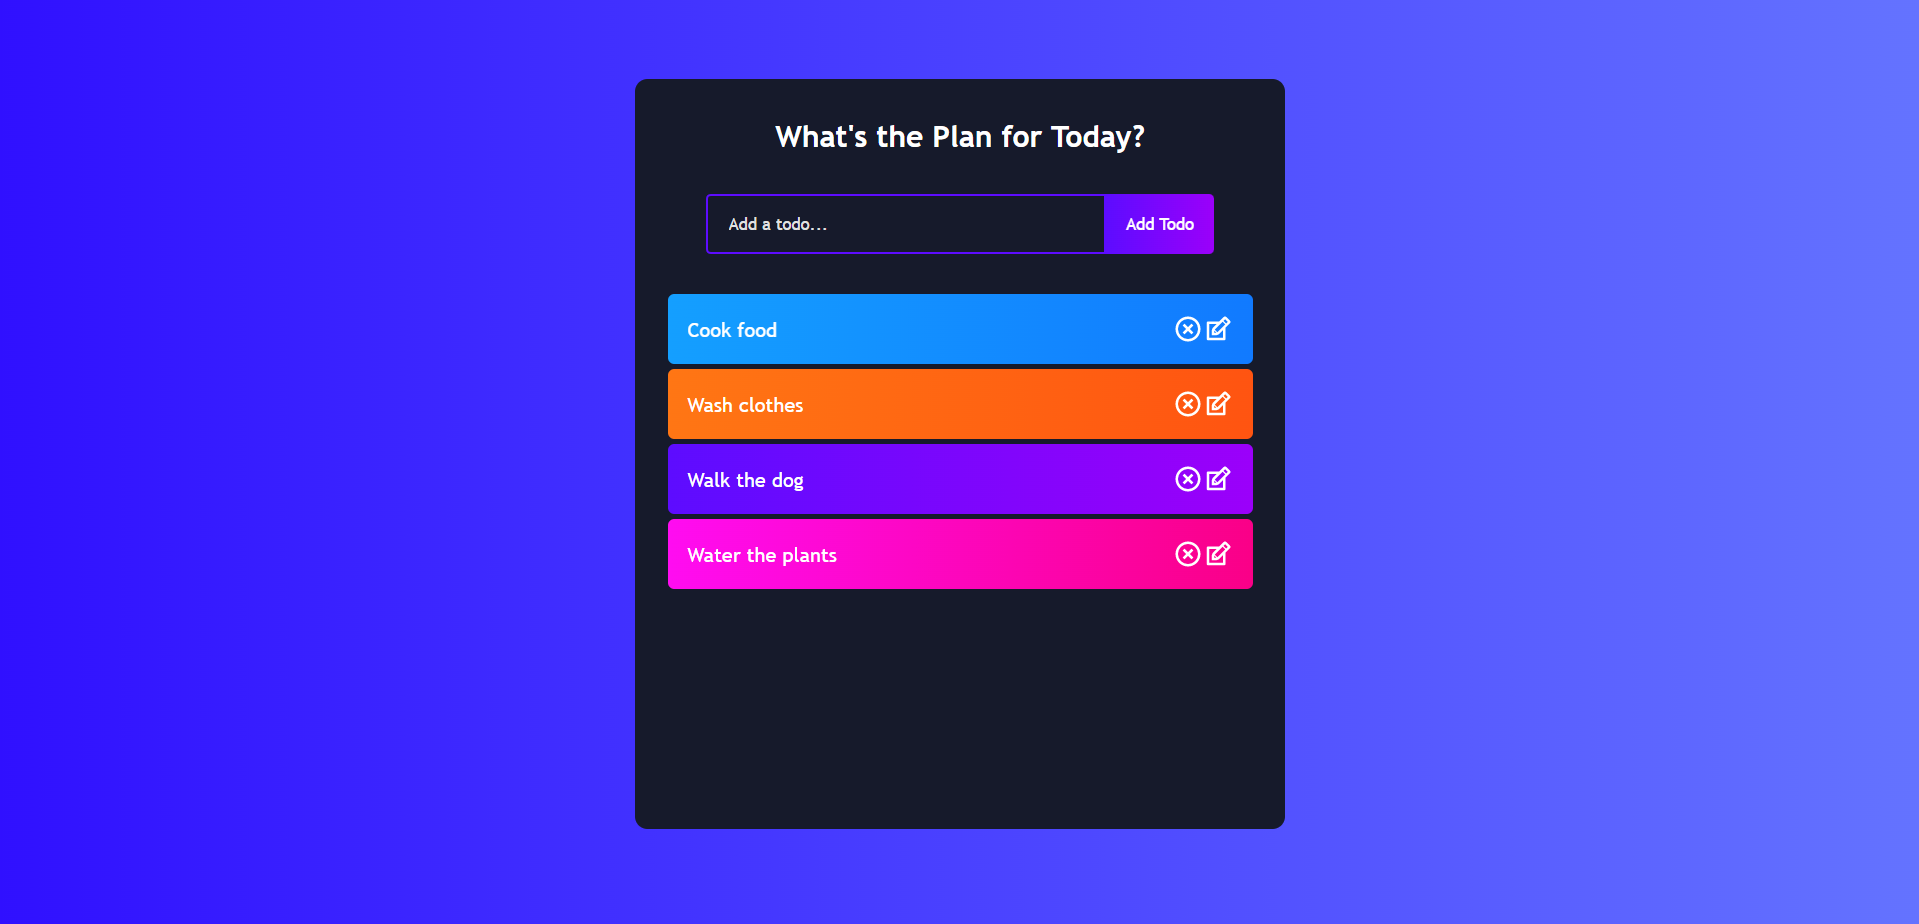 What's the Plan for Today?
Add a todo...
Add Todo
Cook food
Wash clothes
Walk the dog
Water the plants